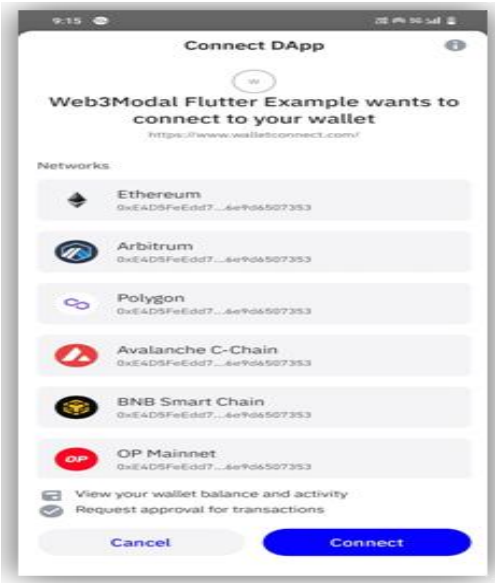 9:15
Connect DApp
W
Web3Modal Flutter Example wants to
connect to your wallet
https://www.walletconnect.com/
Networks
Ethereum
0xE4D5FeEdd7...6e9d6507353
Arbitrum
0xE4D5FeEdd7...6e9d6507353
Polygon
0xE4D5FeEdd7...6e9d6507353
Avalanche C-Chain
0xE4D5FeEdd7...6e9d6507353
BNB Smart Chain
0xE4D5FeEdd7...6e9d6507353
OP
OP Mainnet
0xE4D5FeEdd7...6e9d6507353
View your wallet balance and activity
Request approval for transactions
Cancel
Connect